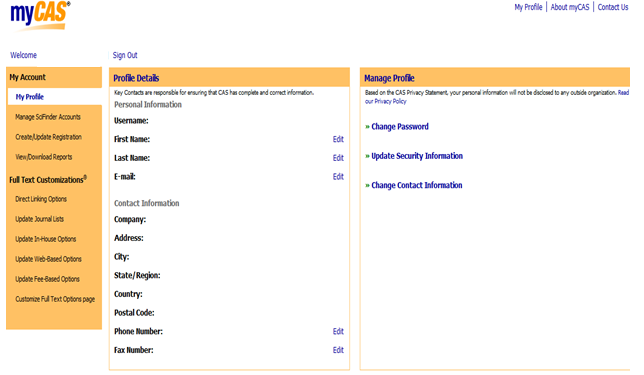 myCAS®
My Profile | About myCAS | Contact Us
Welcome
Sign Out
My Account
My Profile
Manage SciFinder Accounts
Create/Update Registration
View/Download Reports
Full Text Customizations®
Direct Linking Options
Update Journal Lists
Update In-House Options
Update Web-Based Options
Update Fee-Based Options
Customize Full Text Options page
Profile Details
Key Contacts are responsible for ensuring that CAS has complete and correct information.
Personal Information
Username:
First Name: Edit
Last Name: Edit
E-mail: Edit
Contact Information
Company:
Address:
City:
State/Region:
Country:
Postal Code:
Phone Number: Edit
Fax Number: Edit
Manage Profile
Based on the CAS Privacy Statement, your personal information will not be disclosed to any outside organization. Read
our Privacy Policy
» Change Password
» Update Security Information
» Change Contact Information